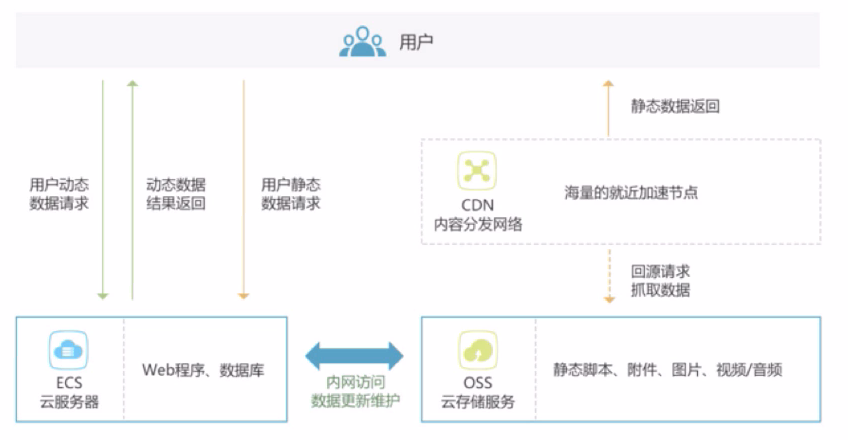 用户
静态数据返回
用户动态
数据请求
动态数据
结果返回
用户静态
数据请求
CDN
内容分发网络
海量的就近加速节点
回源请求
抓取数据
ECS
云服务器
Web程序、数据库
内网访问
数据更新维护
OSS
云存储服务
静态脚本、附件、图片、视频/音频